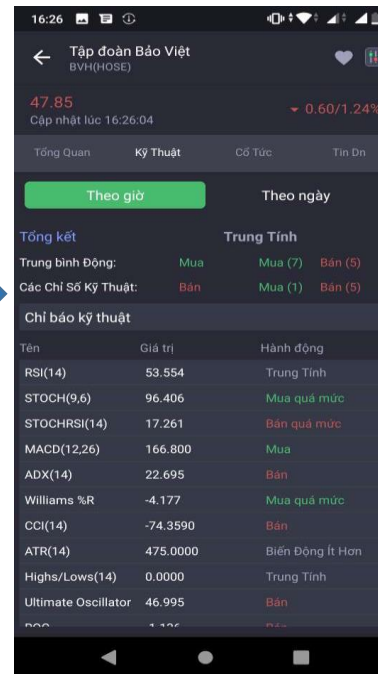 16:26
Tập đoàn Bảo Việt
BVH(HOSE)
47.85
0.60/1.24%
Cập nhật lúc 16:26:04
Tổng Quan Kỹ Thuật Cổ Tức Tin Dn
Theo giờ Theo ngày
Tổng kết Trung Tính
Trung bình Động: Mua Mua (7) Bán (5)
Các Chỉ Số Kỹ Thuật: Bán Mua (1) Bán (5)
Chỉ báo kỹ thuật
Tên Giá trị Hành động
RSI(14) 53.554 Trung Tính
STOCH(9,6) 96.406 Mua quá mức
STOCHRSI(14) 17.261 Bán quá mức
MACD(12,26) 166.800 Mua
ADX(14) 22.695 Bán
Williams %R -4.177 Mua quá mức
CCI(14) -74.3590 Bán
ATR(14) 475.0000 Biến Động Ít Hơn
Highs/Lows(14) 0.0000 Trung Tính
Ultimate Oscillator 46.995 Bán